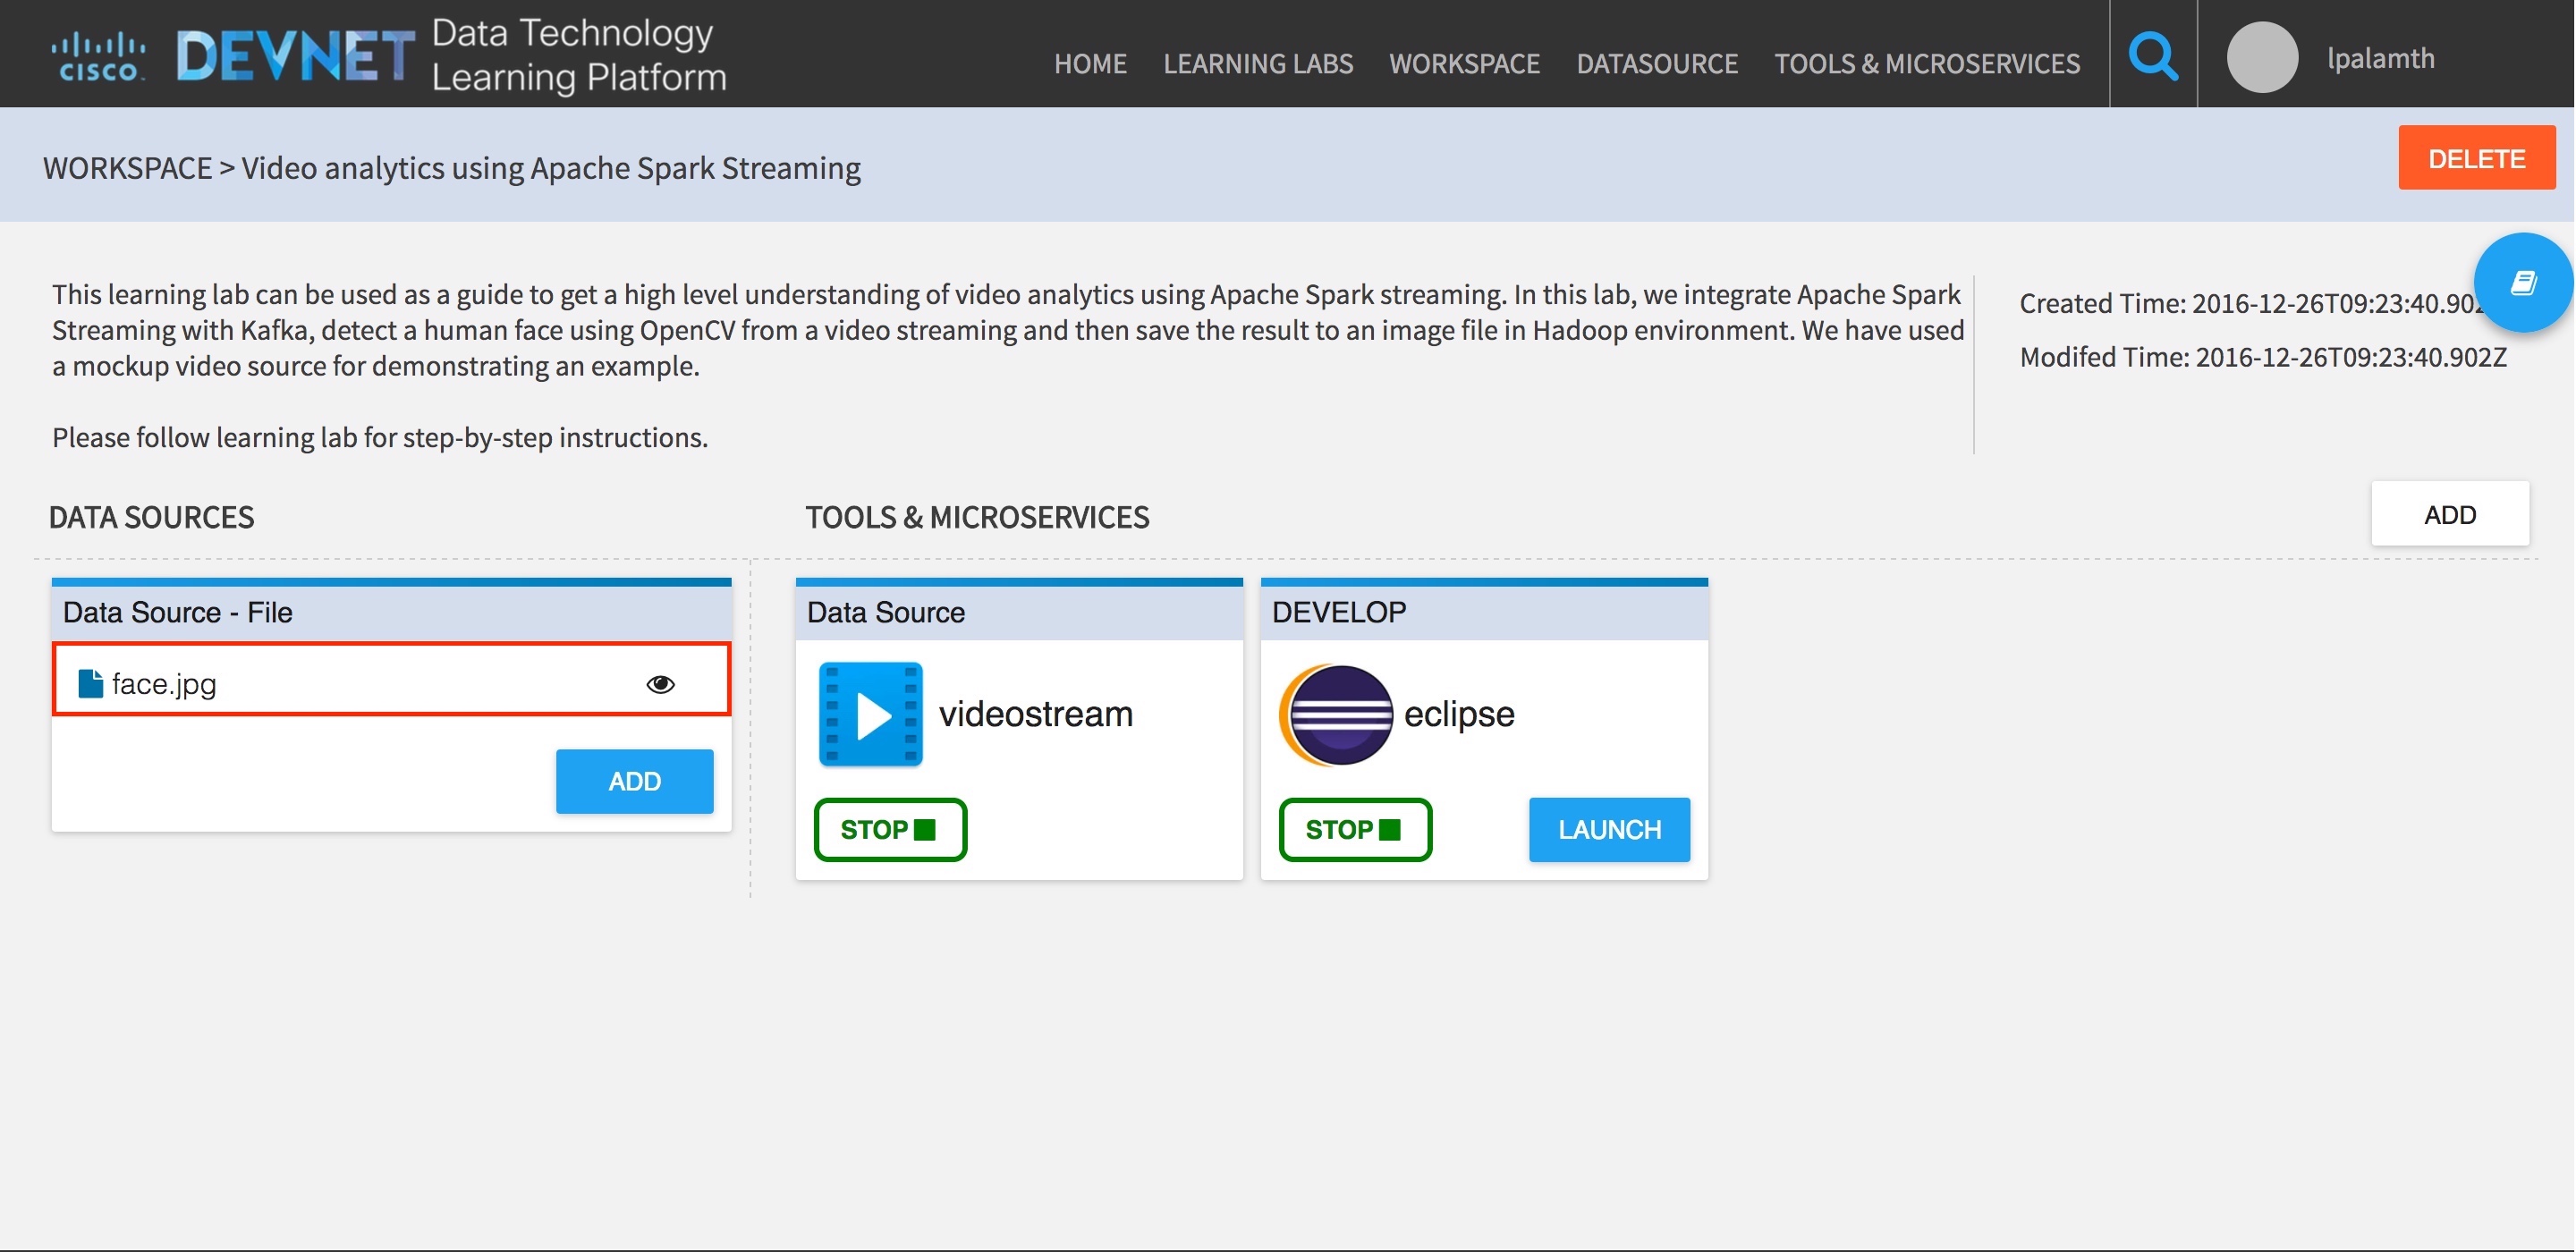 CISCO
DEVNET
Data Technology
Learning Platform
HOME
LEARNING LABS
WORKSPACE
DATASOURCE
TOOLS & MICROSERVICES
lpalamth
WORKSPACE > Video analytics using Apache Spark Streaming
DELETE
This learning lab can be used as a guide to get a high level understanding of video analytics using Apache Spark streaming. In this lab, we integrate Apache Spark
Streaming with Kafka, detect a human face using OpenCV from a video streaming and then save the result to an image file in Hadoop environment. We have used
a mockup video source for demonstrating an example.
Please follow learning lab for step-by-step instructions.
Created Time: 2016-12-26T09:23:40.902
Modifed Time: 2016-12-26T09:23:40.902Z
DATA SOURCES
TOOLS & MICROSERVICES
ADD
Data Source - File
face.jpg
ADD
Data Source
videostream
STOP
DEVELOP
eclipse
STOP
LAUNCH